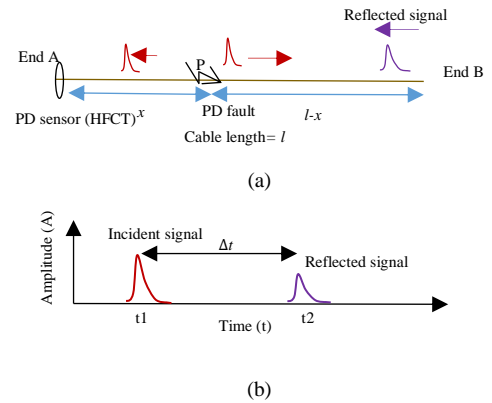 Reflected signal
End A
P
End B
PD sensor (HFCT) x
PD fault
l-x
Cable length= l
(a)
Amplitude (A)
Incident signal
Δt
Reflected signal
t1
t2
Time (t)
(b)